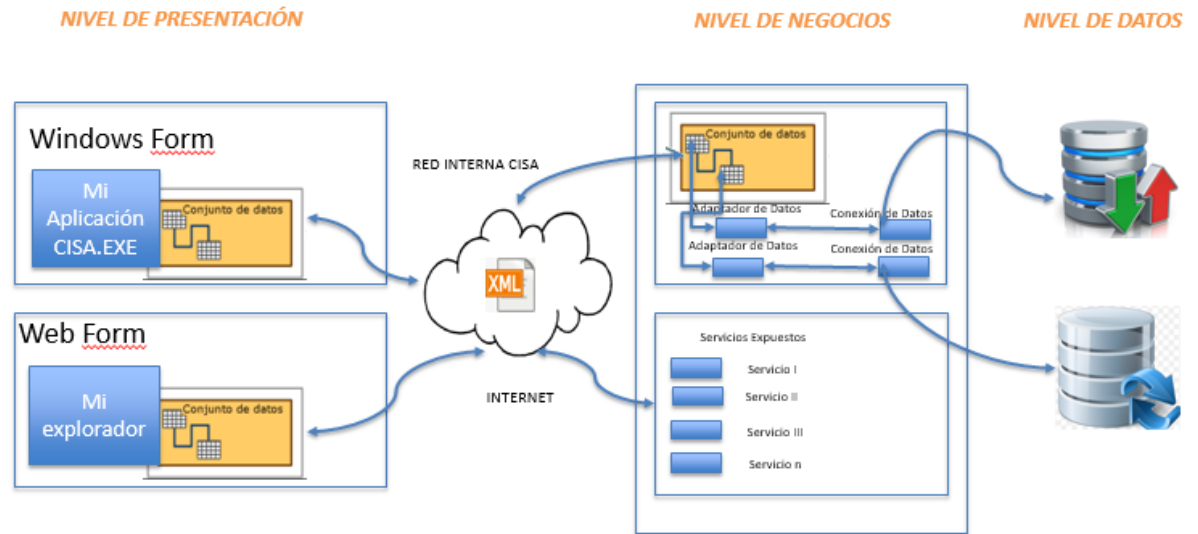 NIVEL DE PRESENTACIÓN
NIVEL DE NEGOCIOS
NIVEL DE DATOS
Windows Form
Mi
Aplicación
CISA.EXE
Conjunto de datos
Web Form
Mi
explorador
Conjunto de datos
RED INTERNA CISA
XML
INTERNET
Conjunto de datos
Adaptador de Datos
Conexión de Datos
Adaptador de Datos
Conexión de Datos
Servicios Expuestos
Servicio I
Servicio II
Servicio III
Servicio n